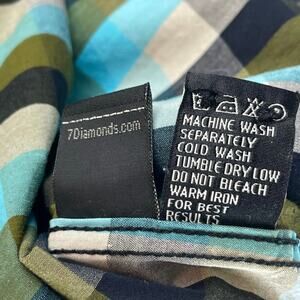 7Diamonds.com
MACHINE WASH
SEPARATELY
COLD WASH
TUMBLE DRY LOW
DO NOT BLEACH
WARM IRON
FOR BEST
RESULTS